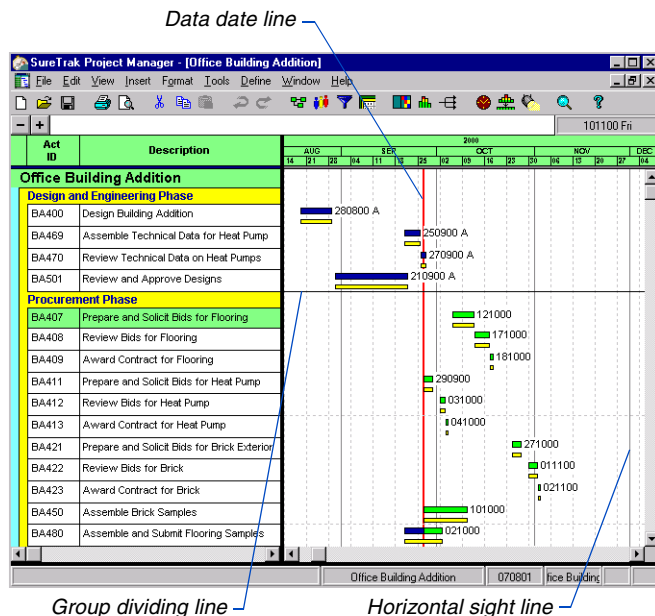 Data date line
SureTrak Project Manager - [Office Building Addition]
File Edit View Insert Format Tools Define Window Help
- + 101100 Fri
Act ID Description
2000
AUG SEP OCT NOV DEC
14 21 28 04 11 18 25 02 09 16 23 30 06 13 20 27 04
Office Building Addition
Design and Engineering Phase
BA400 Design Building Addition 280800 A
BA469 Assemble Technical Data for Heat Pump 250900 A
BA470 Review Technical Data on Heat Pumps 270900 A
BA501 Review and Approve Designs 210900 A
Procurement Phase
BA407 Prepare and Solicit Bids for Flooring 121000
BA408 Review Bids for Flooring 171000
BA409 Award Contract for Flooring 181000
BA411 Prepare and Solicit Bids for Heat Pump 290900
BA412 Review Bids for Heat Pump 031000
BA413 Award Contract for Heat Pump 041000
BA421 Prepare and Solicit Bids for Brick Exterior 271000
BA422 Review Bids for Brick 011100
BA423 Award Contract for Brick 021100
BA450 Assemble Brick Samples 101000
BA480 Assemble and Submit Flooring Samples 021000
Office Building Addition 070801 fice Building
Group dividing line Horizontal sight line